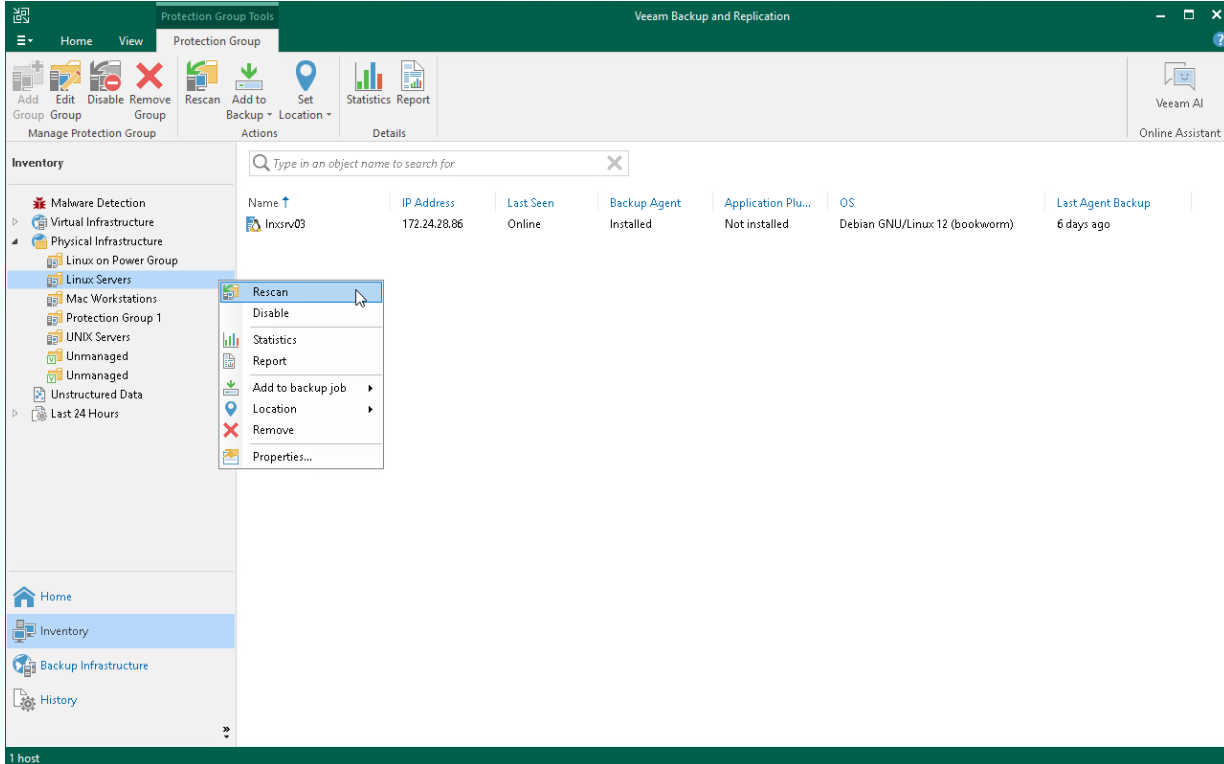 Protection Group Tools
Veeam Backup and Replication
Home View Protection Group
Add Group
Edit Group
Disable
Remove Group
Rescan
Add to Backup
Set Location
Statistics
Report
Veeam AI
Manage Protection Group
Actions
Details
Online Assistant
Inventory
Type in an object name to search for
Malware Detection
Virtual Infrastructure
Physical Infrastructure
Linux on Power Group
Linux Servers
Mac Workstations
Protection Group 1
UNIX Servers
Unmanaged
Unmanaged
Unstructured Data
Last 24 Hours
Name IP Address Last Seen Backup Agent Application Plu... OS Last Agent Backup
lnxsrv03 172.24.28.86 Online Installed Not installed Debian GNU/Linux 12 (bookworm) 6 days ago
Rescan
Disable
Statistics
Report
Add to backup job
Location
Remove
Properties...
Home
Inventory
Backup Infrastructure
History
1 host